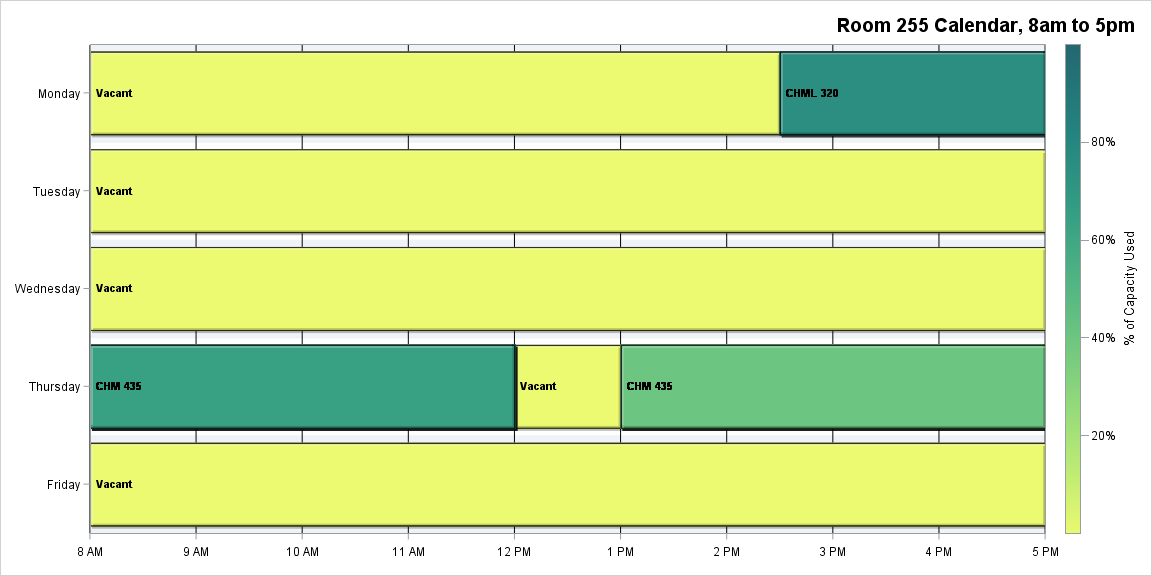 Room 255 Calendar, 8am to 5pm
Monday
Vacant
CHML 320
Tuesday
Vacant
Wednesday
Vacant
Thursday
CHM 435
Vacant
CHM 435
Friday
Vacant
8 AM
9 AM
10 AM
11 AM
12 PM
1 PM
2 PM
3 PM
4 PM
5 PM
80%
60%
40%
20%
% of Capacity Used